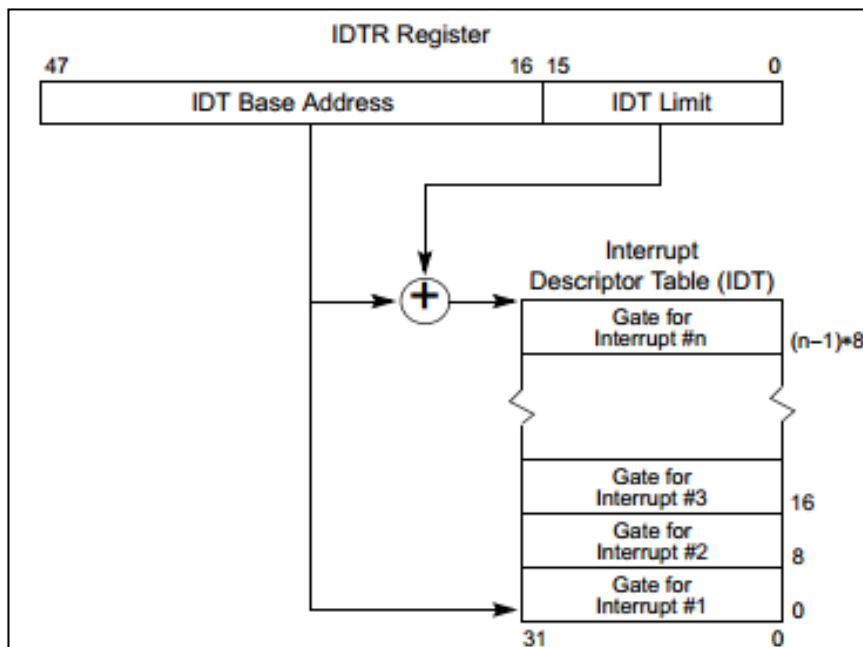 IDTR Register
47 16 15 0
IDT Base Address IDT Limit
+
Interrupt
Descriptor Table (IDT)
Gate for
Interrupt #n (n–1)*8
Gate for
Interrupt #3 16
Gate for
Interrupt #2 8
Gate for
Interrupt #1 0
31 0